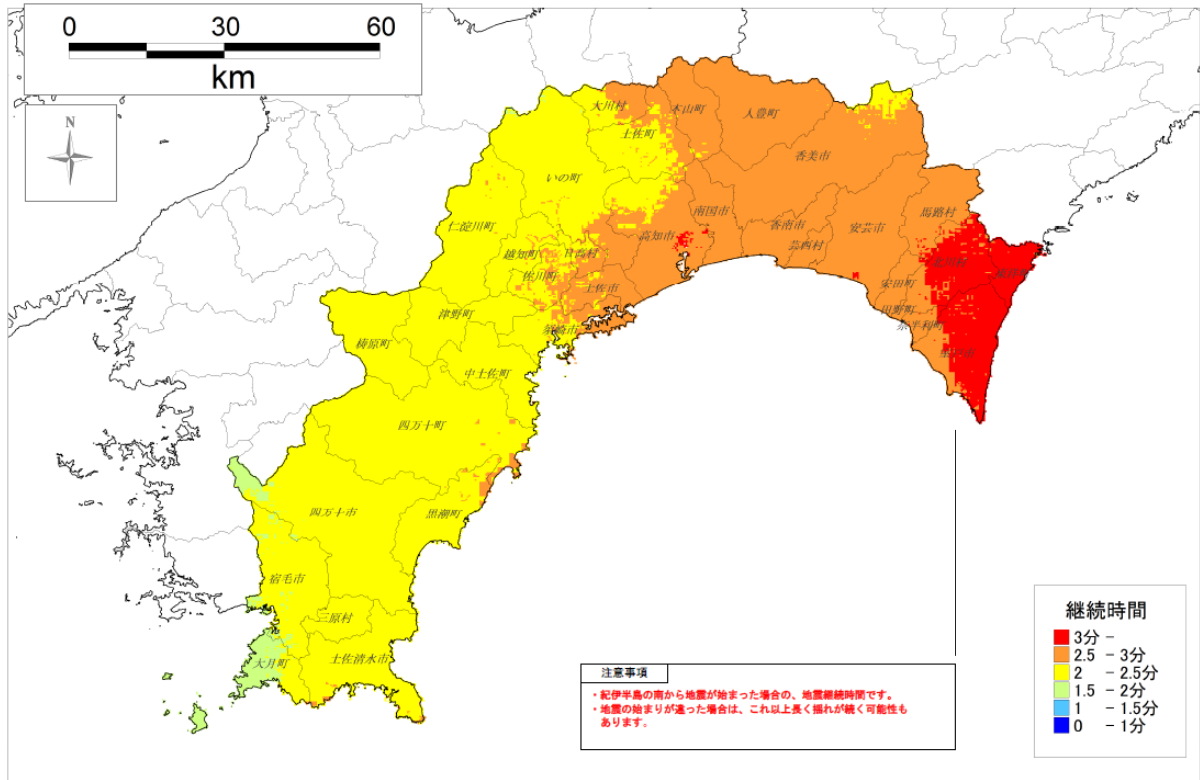 0 30 60
km
N
大川村
本山町
土佐町
大豊町
香美市
いの町
南国市
香南市
安芸市
馬路村
仁淀川町
高知市
芸西村
越知町
日高村
北川村
東洋町
佐川町
土佐市
安田町
田野町
津野町
須崎市
奈半利町
梼原町
室戸市
中土佐町
四万十町
四万十市
黒潮町
宿毛市
三原村
大月町
土佐清水市
注意事項
・紀伊半島の南から地震が始まった場合の、地震継続時間です。
・地震の始まりが違った場合は、これ以上長く揺れが続く可能性も
あります。
継続時間
3分 -
2.5 - 3分
2 - 2.5分
1.5 - 2分
1 - 1.5分
0 - 1分